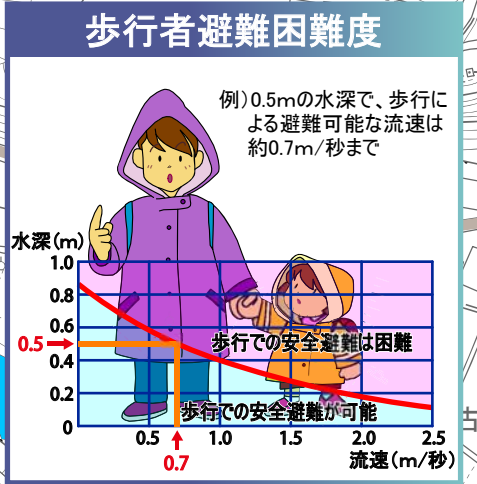 歩行者避難困難度
例)0.5mの水深で、歩行に
よる避難可能な流速は
約0.7m/秒まで
水深(m)
1.0
0.8
0.6
0.5
0.4
0.2
0
歩行での安全避難は困難
歩行での安全避難が可能
0.5
1.0
1.5
2.0
2.5
0.7
流速(m/秒)